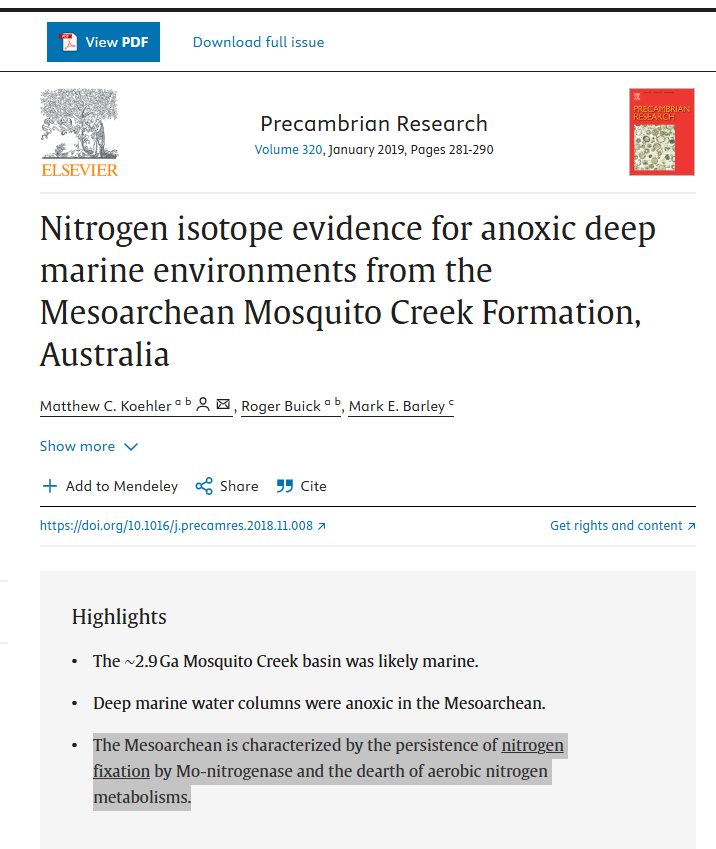 View PDF
Download full issue
ELSEVIER
Precambrian Research
Volume 320, January 2019, Pages 281-290
PRECAMBRIAN
RESEARCH
Nitrogen isotope evidence for anoxic deep
marine environments from the
Mesoarchean Mosquito Creek Formation,
Australia
Matthew C. Koehler a b, Roger Buick a b, Mark E. Barley c
Show more
Add to Mendeley
Share
Cite
https://doi.org/10.1016/j.precamres.2018.11.008
Get rights and content
Highlights
• The ~2.9 Ga Mosquito Creek basin was likely marine.
• Deep marine water columns were anoxic in the Mesoarchean.
• The Mesoarchean is characterized by the persistence of nitrogen
fixation by Mo-nitrogenase and the dearth of aerobic nitrogen
metabolisms.